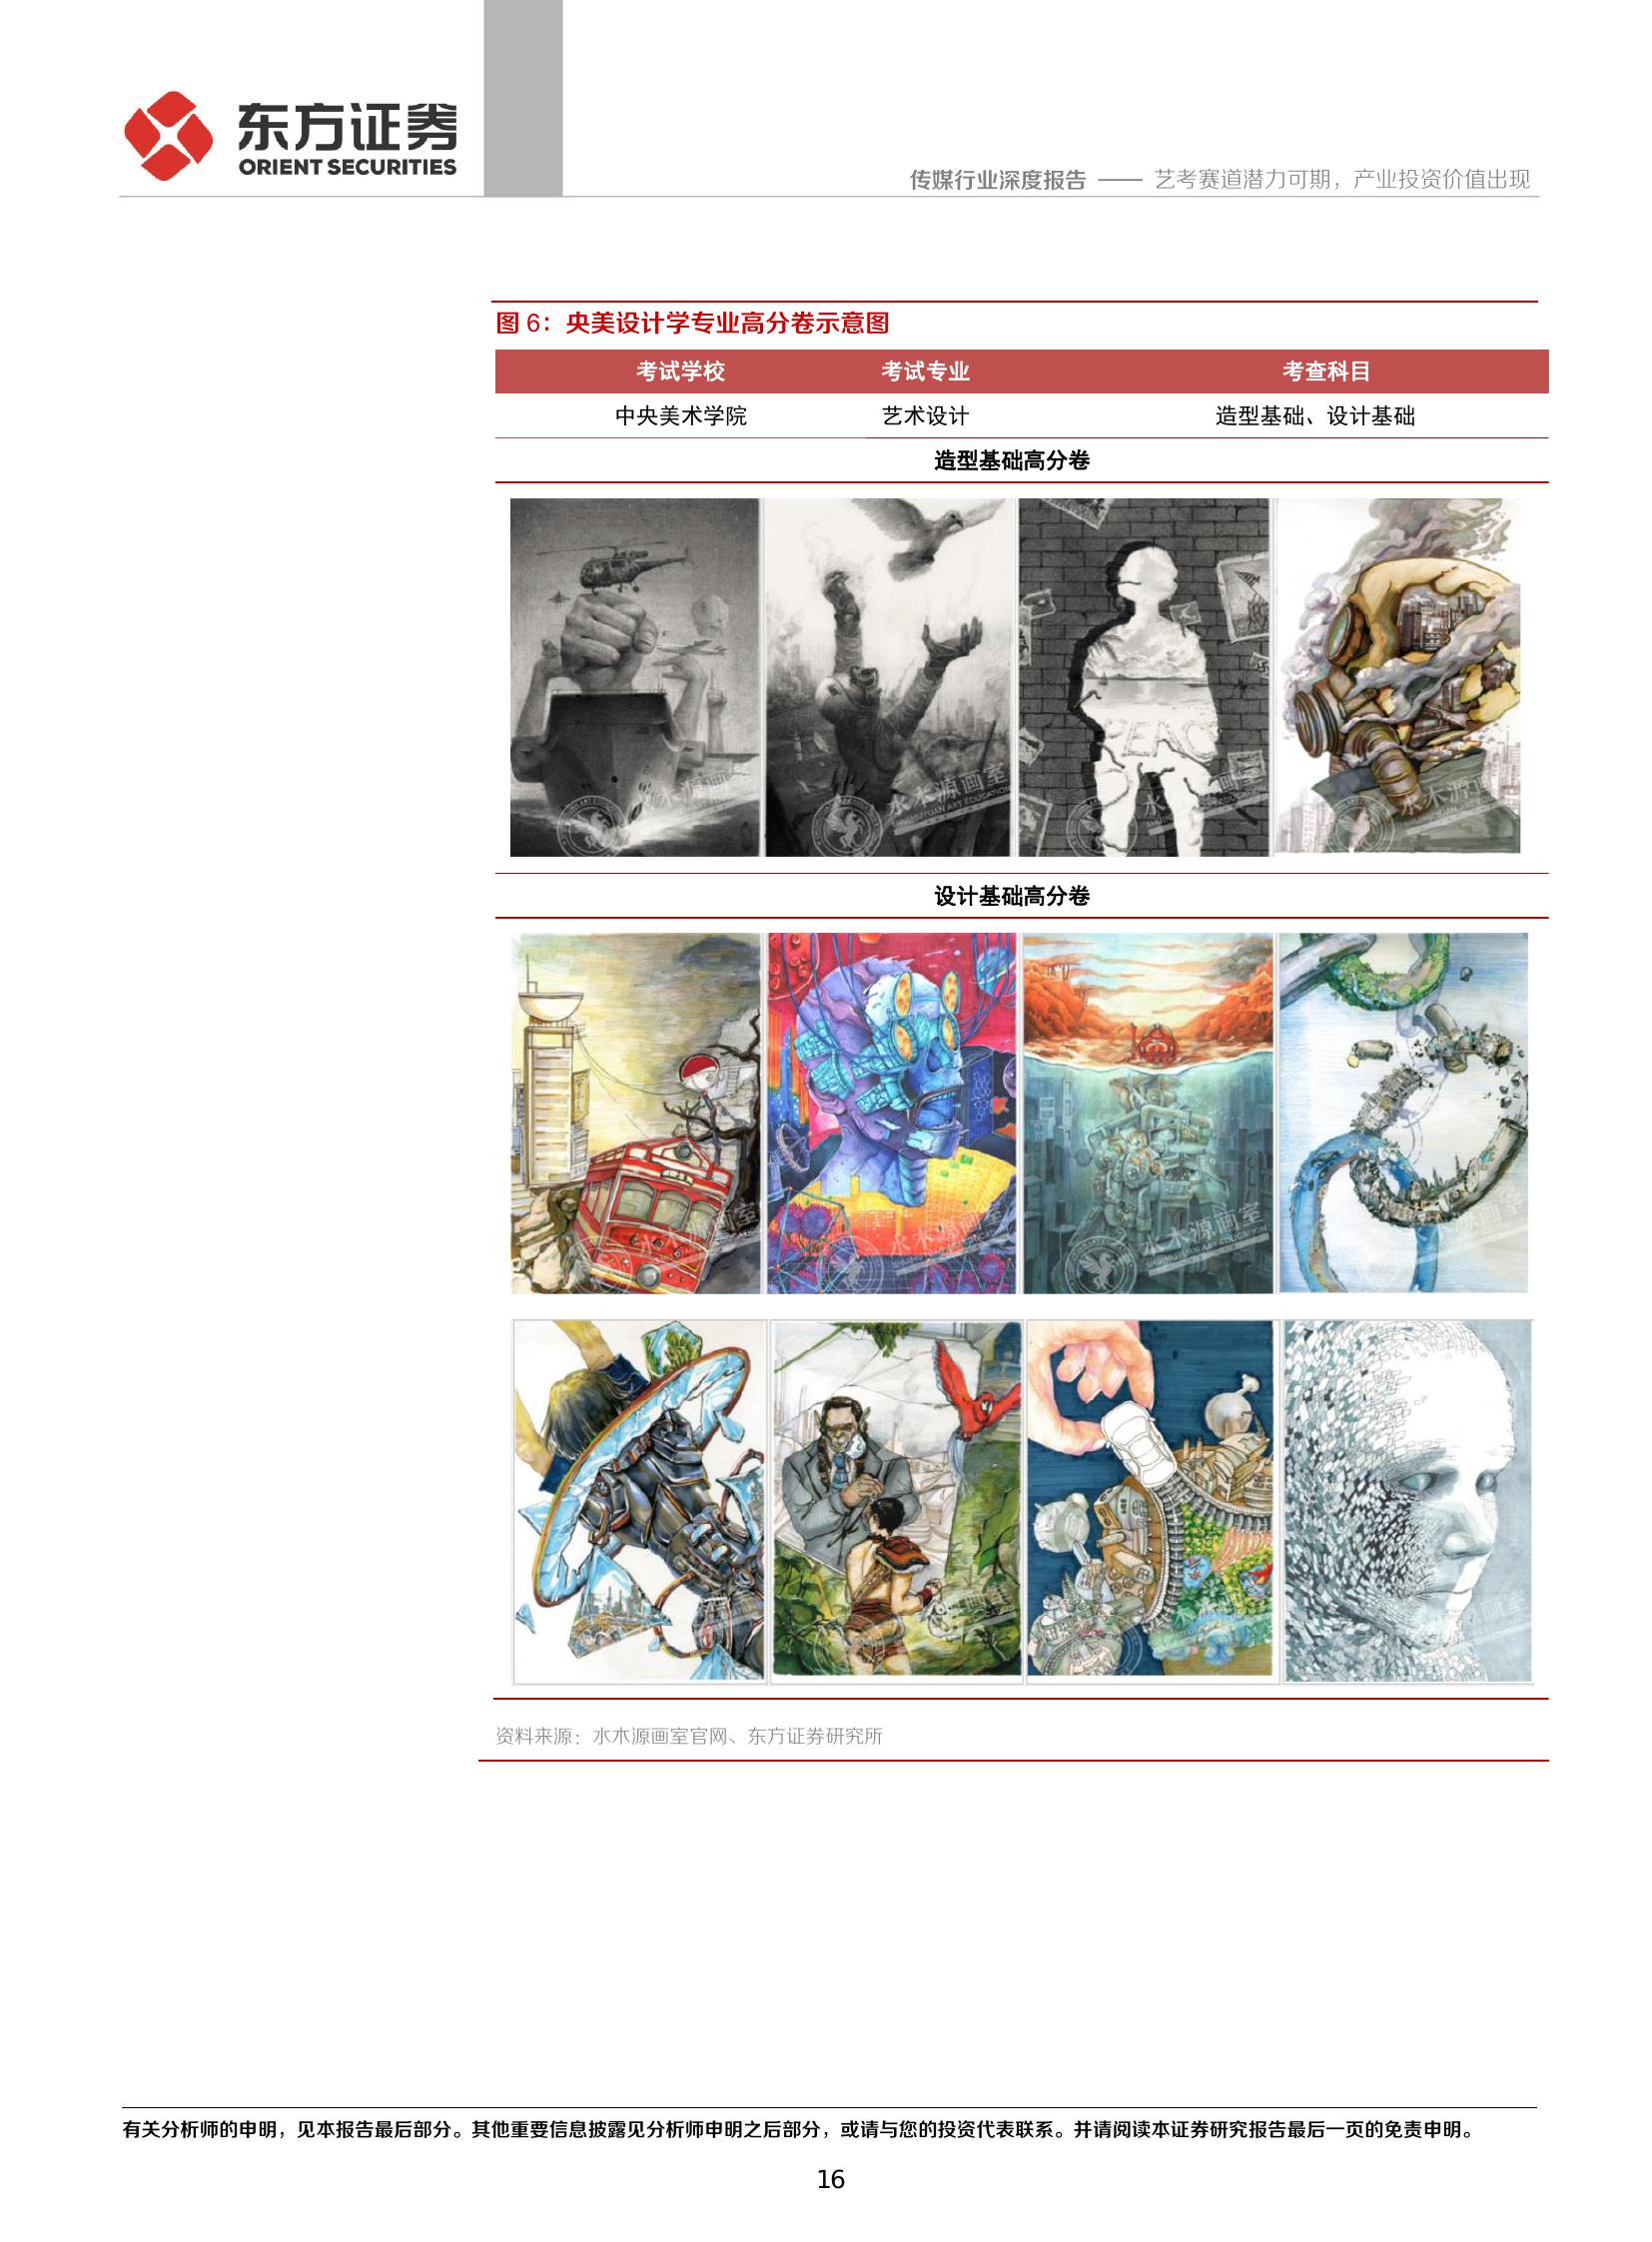 东方证券
ORIENT SECURITIES
传媒行业深度报告 —— 艺考赛道潜力可期，产业投资价值出现
图 6：央美设计学专业高分卷示意图
考试学校 考试专业 考查科目
中央美术学院 艺术设计 造型基础、设计基础
造型基础高分卷
水木源画室
SHUIMUYUAN ART EDUCATION
设计基础高分卷
水木源画室
资料来源：水木源画室官网、东方证券研究所
有关分析师的申明，见本报告最后部分。其他重要信息披露见分析师申明之后部分，或请与您的投资代表联系。并请阅读本证券研究报告最后一页的免责申明。
16